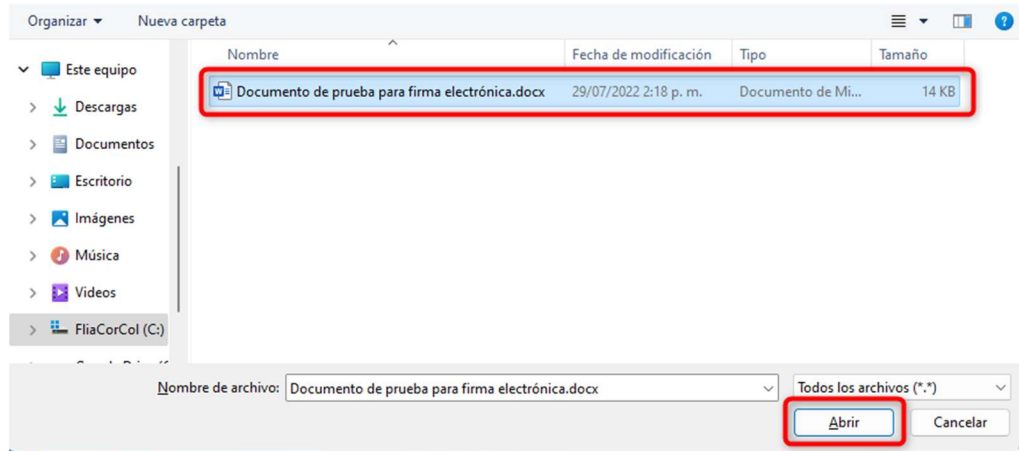 Organizar Nueva carpeta
Nombre Fecha de modificación Tipo Tamaño
Este equipo
Documento de prueba para firma electrónica.docx 29/07/2022 2:18 p. m. Documento de Mi... 14 KB
Descargas
Documentos
Escritorio
Imágenes
Música
Videos
FliaCorCol (C:)
Nombre de archivo: Documento de prueba para firma electrónica.docx Todos los archivos (*.*)
Abrir Cancelar